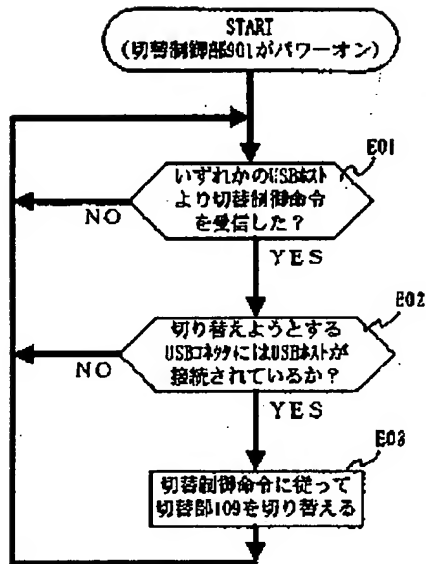 START
(切替制御部901がパワーオン)
E01
いずれかのUSBホスト
より切替制御命令
を受信した？
NO
YES
E02
切り替えようとする
USBコネクタにはUSBホストが
接続されているか？
NO
YES
E03
切替制御命令に従って
切替部109を切り替える